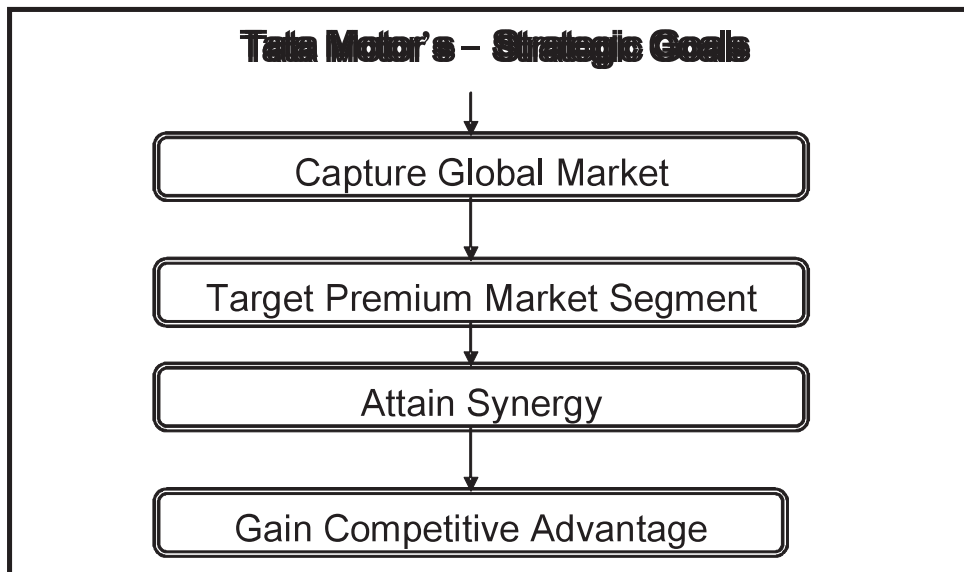 Tata Motor's – Strategic Goals
Capture Global Market
Target Premium Market Segment
Attain Synergy
Gain Competitive Advantage